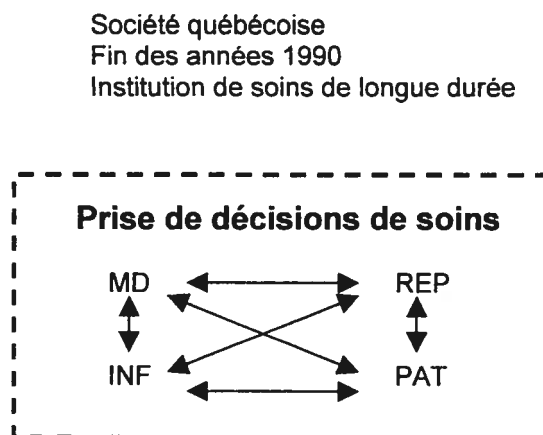 Société québécoise
Fin des années 1990
Institution de soins de longue durée
Prise de décisions de soins
MD REP
INF PAT